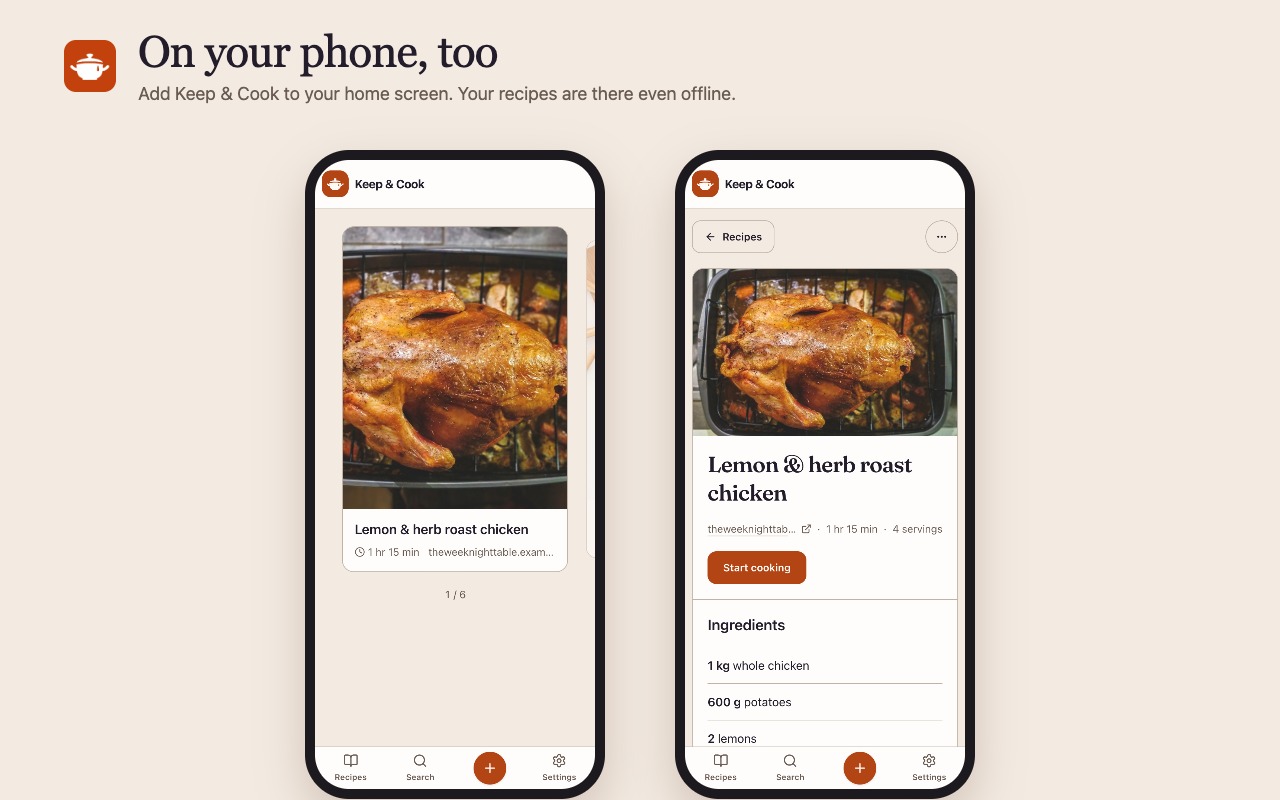 On your phone, too
Add Keep & Cook to your home screen. Your recipes are there even offline.
Keep & Cook
Lemon & herb roast chicken
1 hr 15 min theweeknighttable.exam...
1 / 6
Recipes Search Settings
Keep & Cook
Recipes
Lemon & herb roast
chicken
theweeknighttab... · 1 hr 15 min · 4 servings
Start cooking
Ingredients
1 kg whole chicken
600 g potatoes
2 lemons
Recipes Search Settings